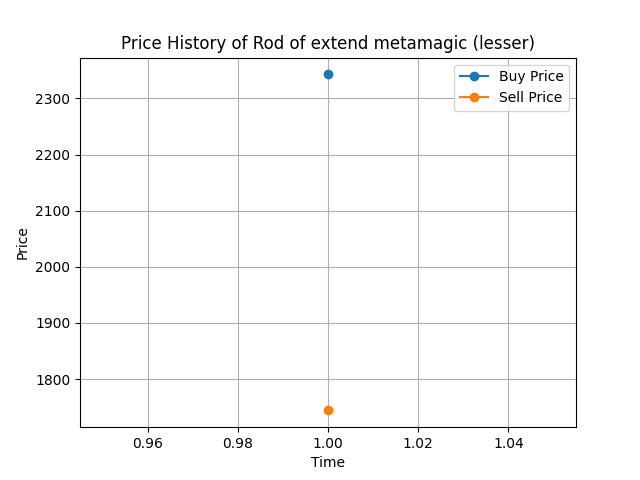 Price History of Rod of extend metamagic (lesser)
Buy Price
Sell Price
2300
2200
2100
2000
1900
1800
Price
0.96 0.98 1.00 1.02 1.04
Time